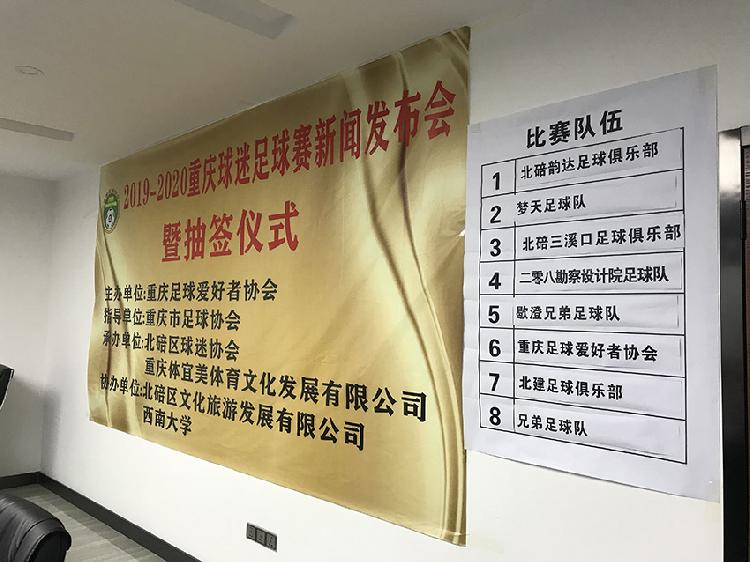 2019-2020重庆球迷足球赛新闻发布会
暨抽签仪式
主办单位:重庆足球爱好者协会
指导单位:重庆市足球协会
承办单位:北碚区球迷协会
重庆体宜美体育文化发展有限公司
协办单位:北碚区文化旅游发展有限公司
西南大学
比赛队伍
1 北碚韵达足球俱乐部
2 梦天足球队
3 北碚三溪口足球俱乐部
4 二零八勘察设计院足球队
5 歇澄兄弟足球队
6 重庆足球爱好者协会
7 北建足球俱乐部
8 兄弟足球队